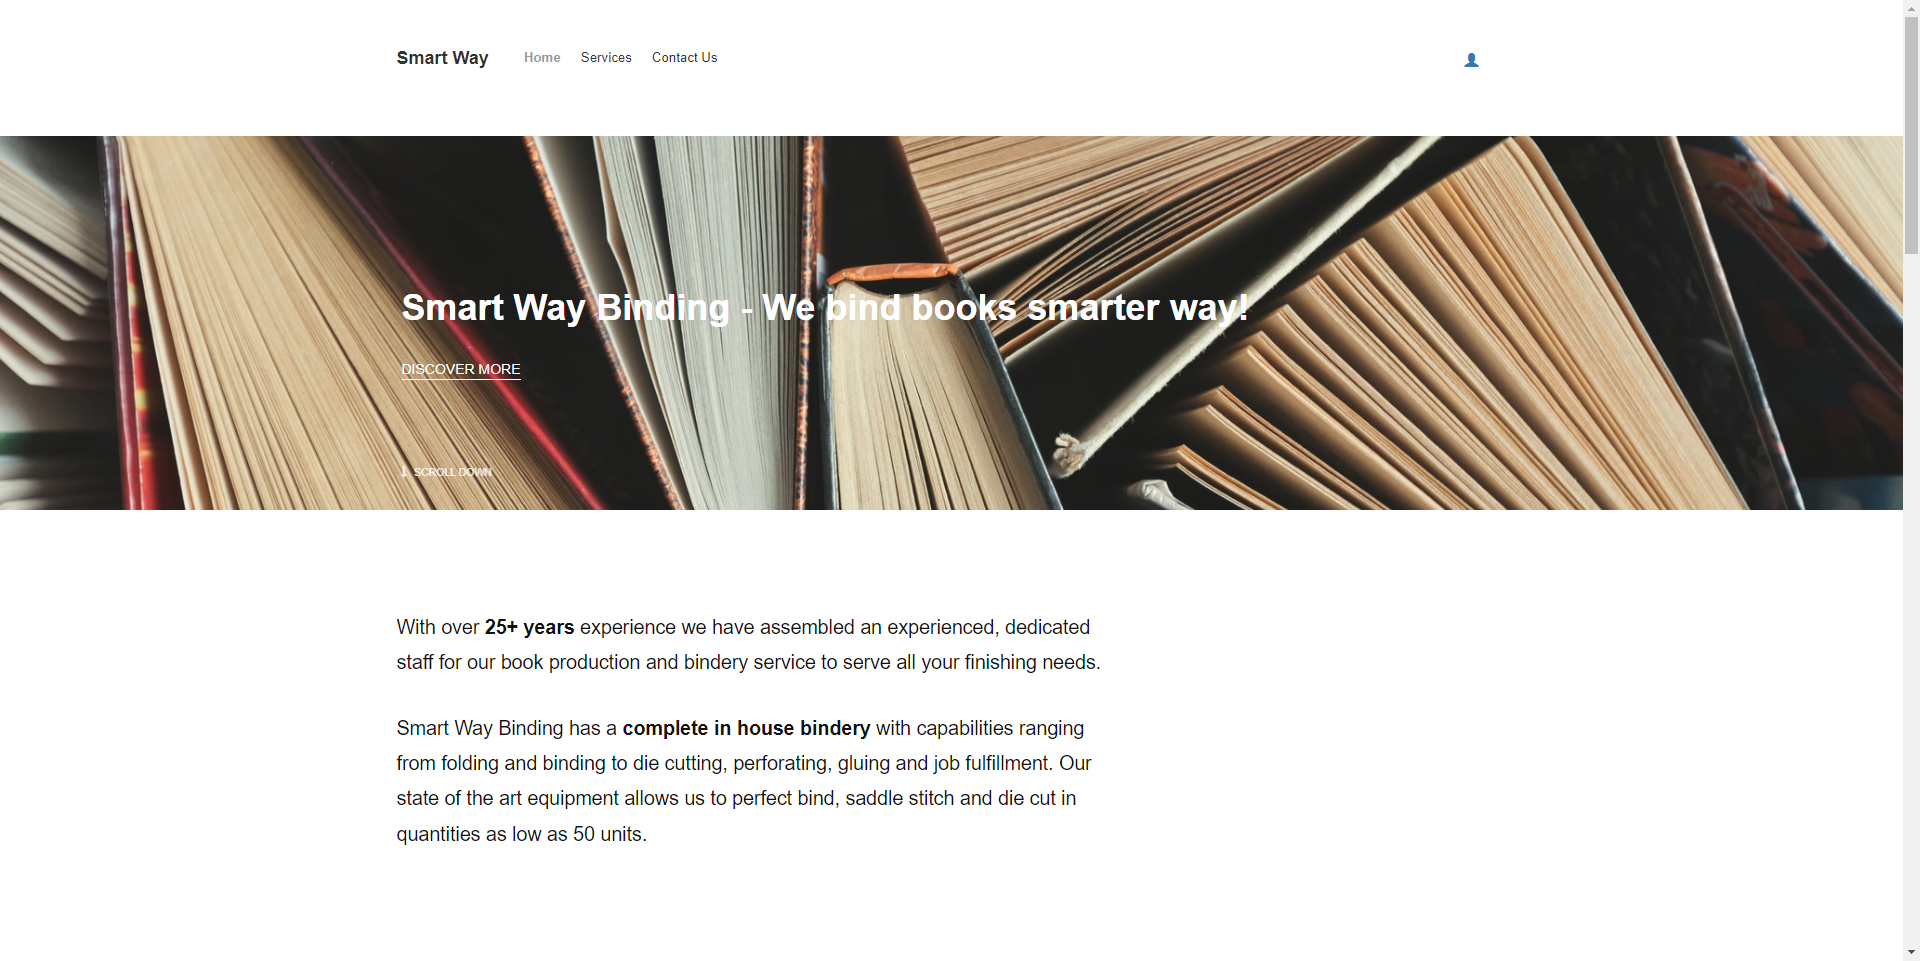 Smart Way Home Services Contact Us
Smart Way Binding - We bind books smarter way!
DISCOVER MORE
SCROLL DOWN
With over 25+ years experience we have assembled an experienced, dedicated
staff for our book production and bindery service to serve all your finishing needs.
Smart Way Binding has a complete in house bindery with capabilities ranging
from folding and binding to die cutting, perforating, gluing and job fulfillment. Our
state of the art equipment allows us to perfect bind, saddle stitch and die cut in
quantities as low as 50 units.